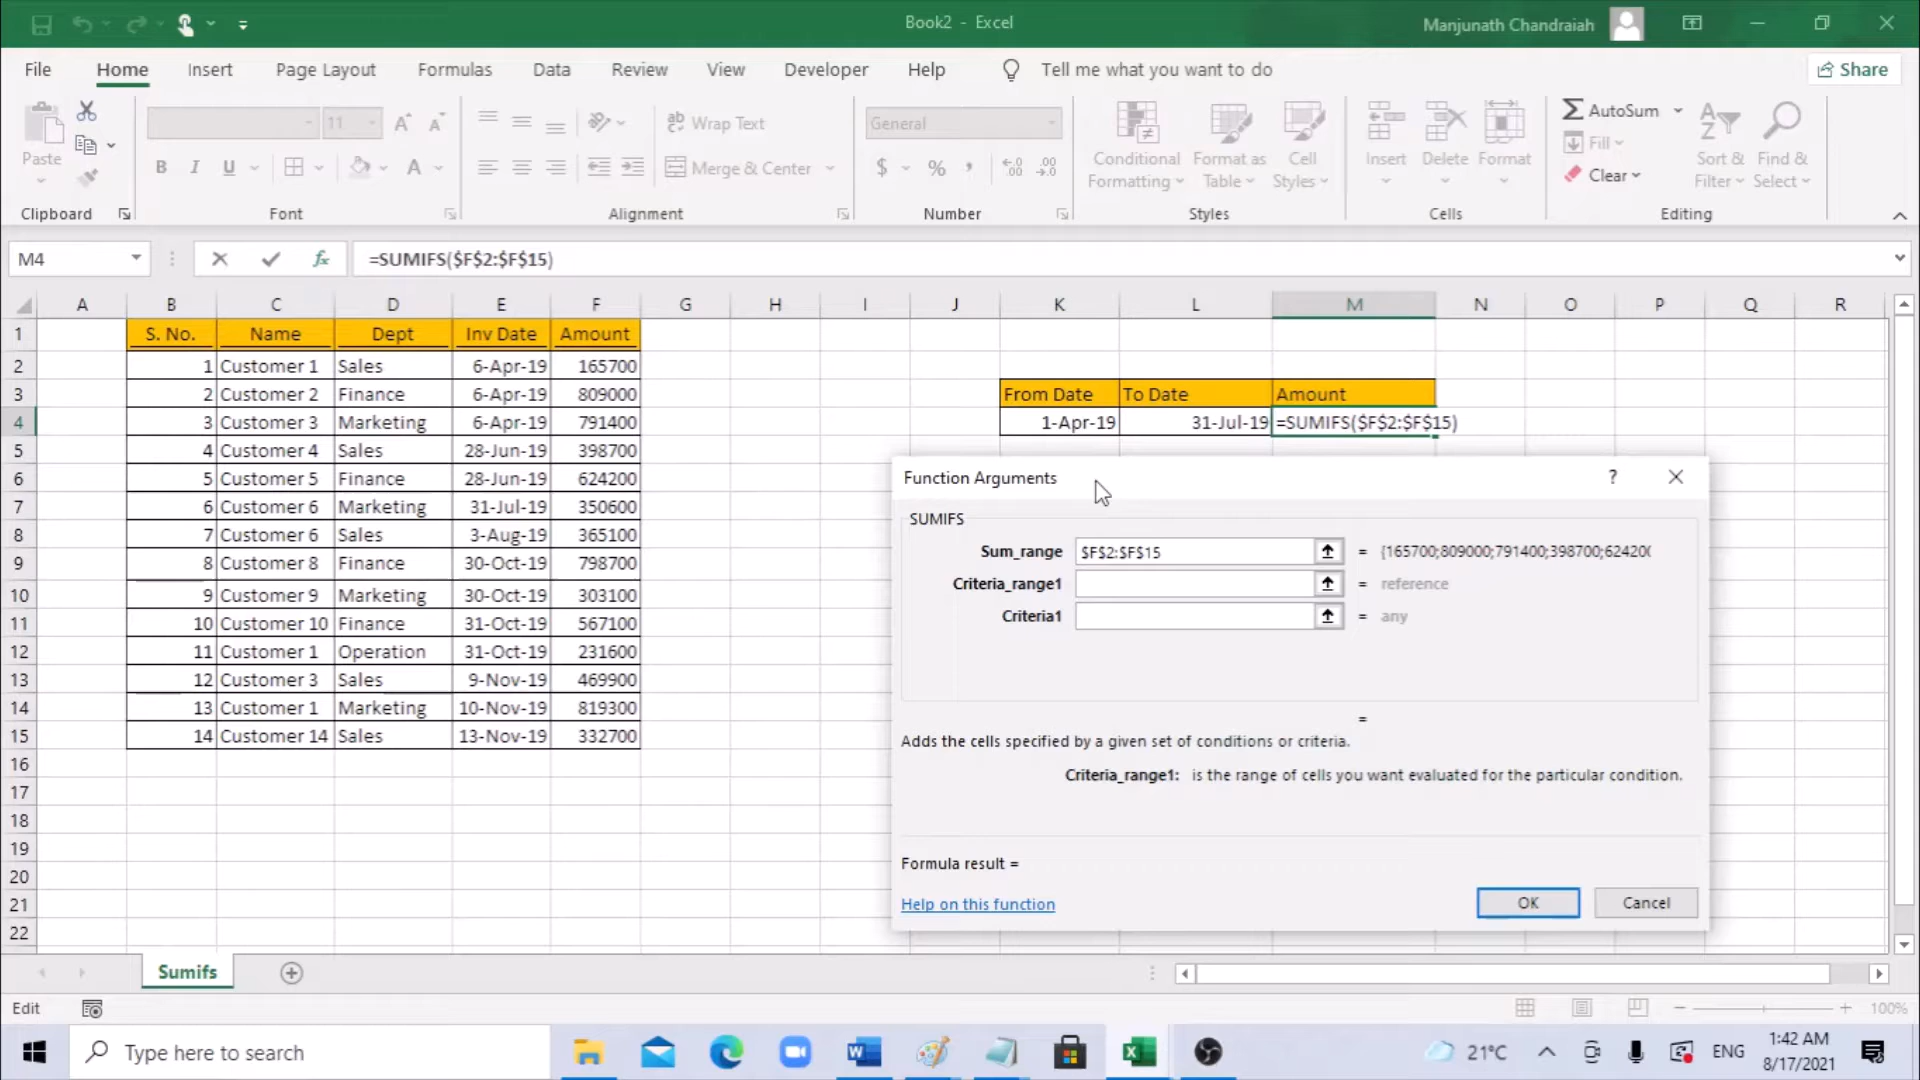 Book2 - Excel
Manjunath Chandraiah
File Home Insert Page Layout Formulas Data Review View Developer Help Tell me what you want to do Share
Paste
11
B I U A
Wrap Text
Merge & Center
General
$ % ,
Conditional Formatting
Format as Table
Cell Styles
Insert
Delete
Format
AutoSum
Fill
Clear
Sort & Filter
Find & Select
Clipboard Font Alignment Number Styles Cells Editing
M4 fx =SUMIFS($F$2:$F$15)
A B C D E F G H I J K L M N O P Q R
1 S. No. Name Dept Inv Date Amount
2 1 Customer 1 Sales 6-Apr-19 165700
3 2 Customer 2 Finance 6-Apr-19 809000 From Date To Date Amount
4 3 Customer 3 Marketing 6-Apr-19 791400 1-Apr-19 31-Jul-19 =SUMIFS($F$2:$F$15)
5 4 Customer 4 Sales 28-Jun-19 398700
6 5 Customer 5 Finance 28-Jun-19 624200
7 6 Customer 6 Marketing 31-Jul-19 350600
8 7 Customer 6 Sales 3-Aug-19 365100
9 8 Customer 8 Finance 30-Oct-19 798700
10 9 Customer 9 Marketing 30-Oct-19 303100
11 10 Customer 10 Finance 31-Oct-19 567100
12 11 Customer 1 Operation 31-Oct-19 231600
13 12 Customer 3 Sales 9-Nov-19 469900
14 13 Customer 1 Marketing 10-Nov-19 819300
15 14 Customer 14 Sales 13-Nov-19 332700
16
17
18
19
20
21
22
Function Arguments ?
SUMIFS
Sum_range $F$2:$F$15 = {165700;809000;791400;398700;62420
Criteria_range1 = reference
Criteria1 = any
=
Adds the cells specified by a given set of conditions or criteria.
Criteria_range1: is the range of cells you want evaluated for the particular condition.
Formula result =
Help on this function
OK Cancel
Sumifs
Edit
100%
Type here to search
21°C
ENG
1:42 AM
8/17/2021